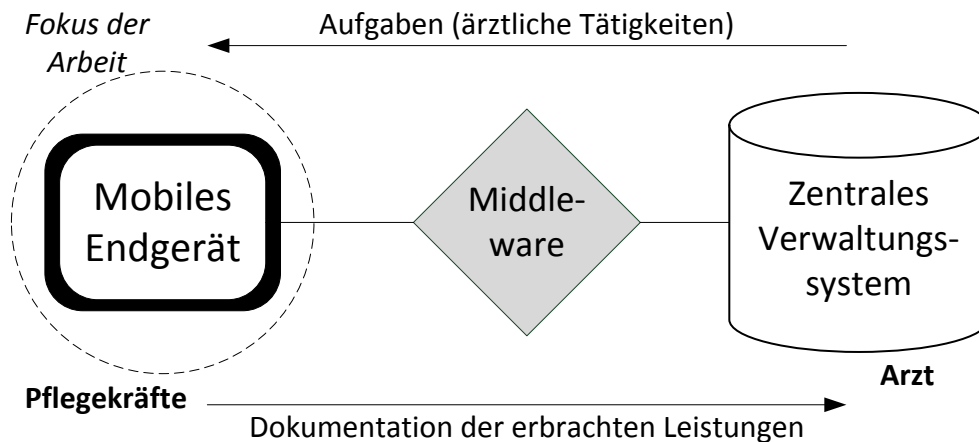 Fokus der
Arbeit
Aufgaben (ärztliche Tätigkeiten)
Mobiles
Endgerät
Middle-
ware
Zentrales
Verwaltungs-
system
Pflegekräfte
Arzt
Dokumentation der erbrachten Leistungen